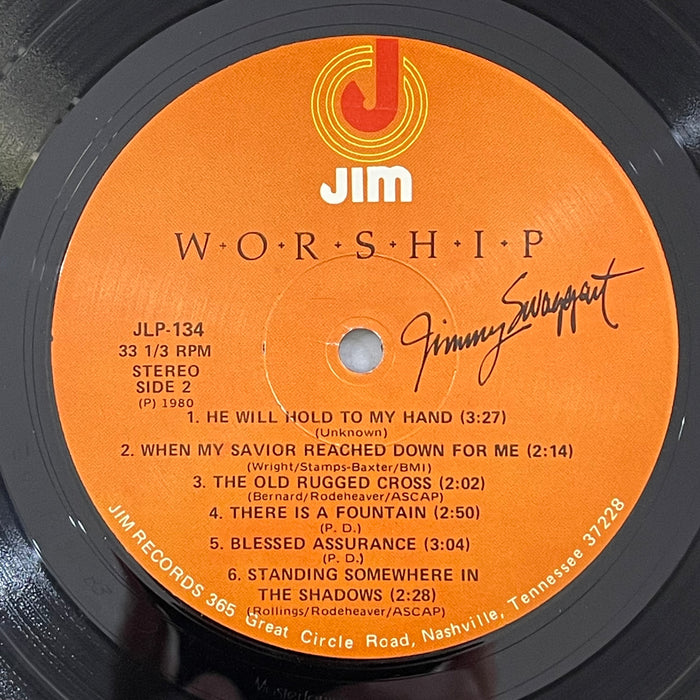 J
JIM
W+O+R+S+H+I+P
Jimmy Swaggart
JLP-134
33 1/3 RPM
STEREO
SIDE 2
(P) 1980
1. HE WILL HOLD TO MY HAND (3:27)
(Unknown)
2. WHEN MY SAVIOR REACHED DOWN FOR ME (2:14)
(Wright/Stamps-Baxter/BMI)
3. THE OLD RUGGED CROSS (2:02)
(Bernard/Rodeheaver/ASCAP)
4. THERE IS A FOUNTAIN (2:50)
(P. D.)
5. BLESSED ASSURANCE (3:04)
(P. D.)
6. STANDING SOMEWHERE IN
THE SHADOWS (2:28)
(Rollings/Rodeheaver/ASCAP)
JIM RECORDS 365 Great Circle Road, Nashville, Tennessee 37228